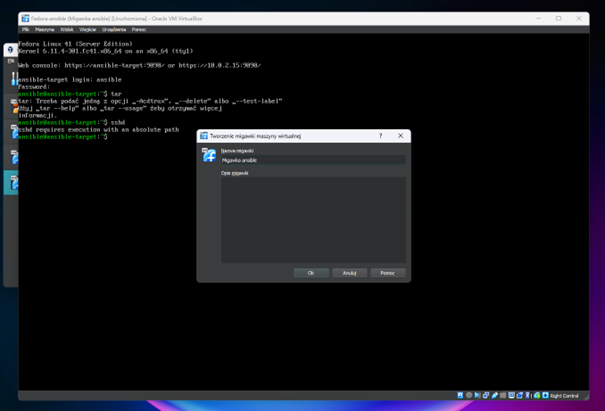 Fedora ansible (Migawka ansible) [Uruchomiona] - Oracle VM VirtualBox
Plik Maszyna Widok Wejście Urządzenia Pomoc
Fedora Linux 41 (Server Edition)
Kernel 6.11.4-301.fc41.x86_64 on an x86_64 (tty1)
Web console: https://ansible-target:9090/ or https://10.0.2.15:9090/
ansible-target login: ansible
Password:
ansible@ansible-target:~$ tar
tar: Trzeba podać jedną z opcji „-Acdtrux”, „--delete” albo „--test-label”
Użyj „tar --help” albo „tar --usage” żeby otrzymać więcej
informacji.
ansible@ansible-target:~$ sshd
sshd requires execution with an absolute path
ansible@ansible-target:~$
Tworzenie migawki maszyny wirtualnej
Nazwa migawki
Migawka ansible
Opis migawki
Ok Anuluj Pomoc
Right Control